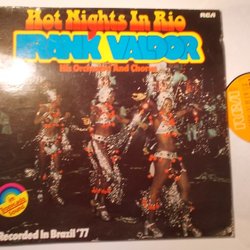 Hot Nights In Rio
RCA
FRANK VALDOR
His Orchestra And Chorus
Recorded In Brazil '77